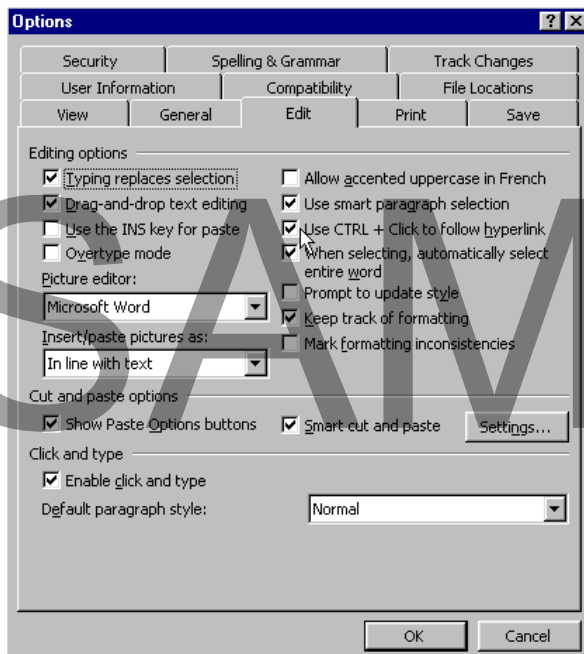 Options
Security Spelling & Grammar Track Changes
User Information Compatibility File Locations
View General Edit Print Save
Editing options
Typing replaces selection
Drag-and-drop text editing
Use the INS key for paste
Overtype mode
Picture editor:
Microsoft Word
Insert/paste pictures as:
In line with text
Allow accented uppercase in French
Use smart paragraph selection
Use CTRL + Click to follow hyperlink
When selecting, automatically select
entire word
Prompt to update style
Keep track of formatting
Mark formatting inconsistencies
Cut and paste options
Show Paste Options buttons Smart cut and paste Settings...
Click and type
Enable click and type
Default paragraph style: Normal
OK Cancel
SAM